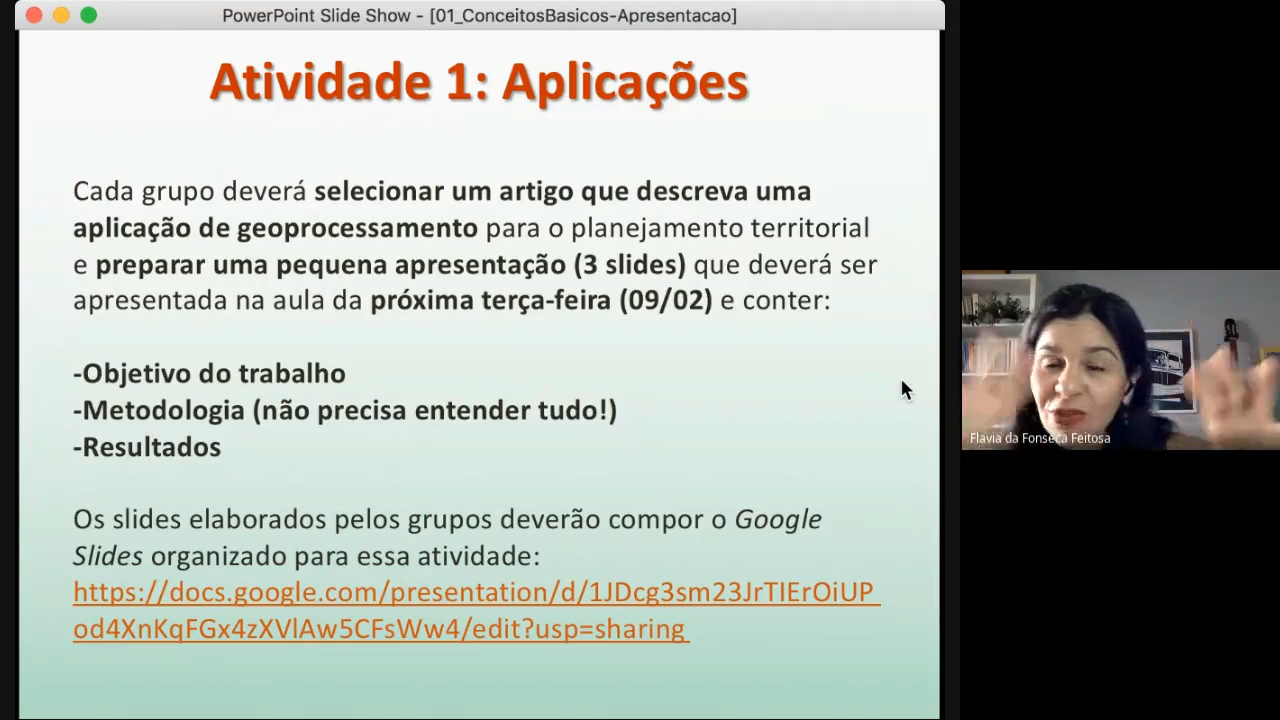 PowerPoint Slide Show - [01_ConceitosBasicos-Apresentacao]
Atividade 1: Aplicações
Cada grupo deverá selecionar um artigo que descreva uma
aplicação de geoprocessamento para o planejamento territorial
e preparar uma pequena apresentação (3 slides) que deverá ser
apresentada na aula da próxima terça-feira (09/02) e conter:
-Objetivo do trabalho
-Metodologia (não precisa entender tudo!)
-Resultados
Os slides elaborados pelos grupos deverão compor o Google
Slides organizado para essa atividade:
https://docs.google.com/presentation/d/1JDcg3sm23JrTlErOiUP
od4XnKqFGx4zXVlAw5CFsWw4/edit?usp=sharing
Flavia da Fonseca Feitosa